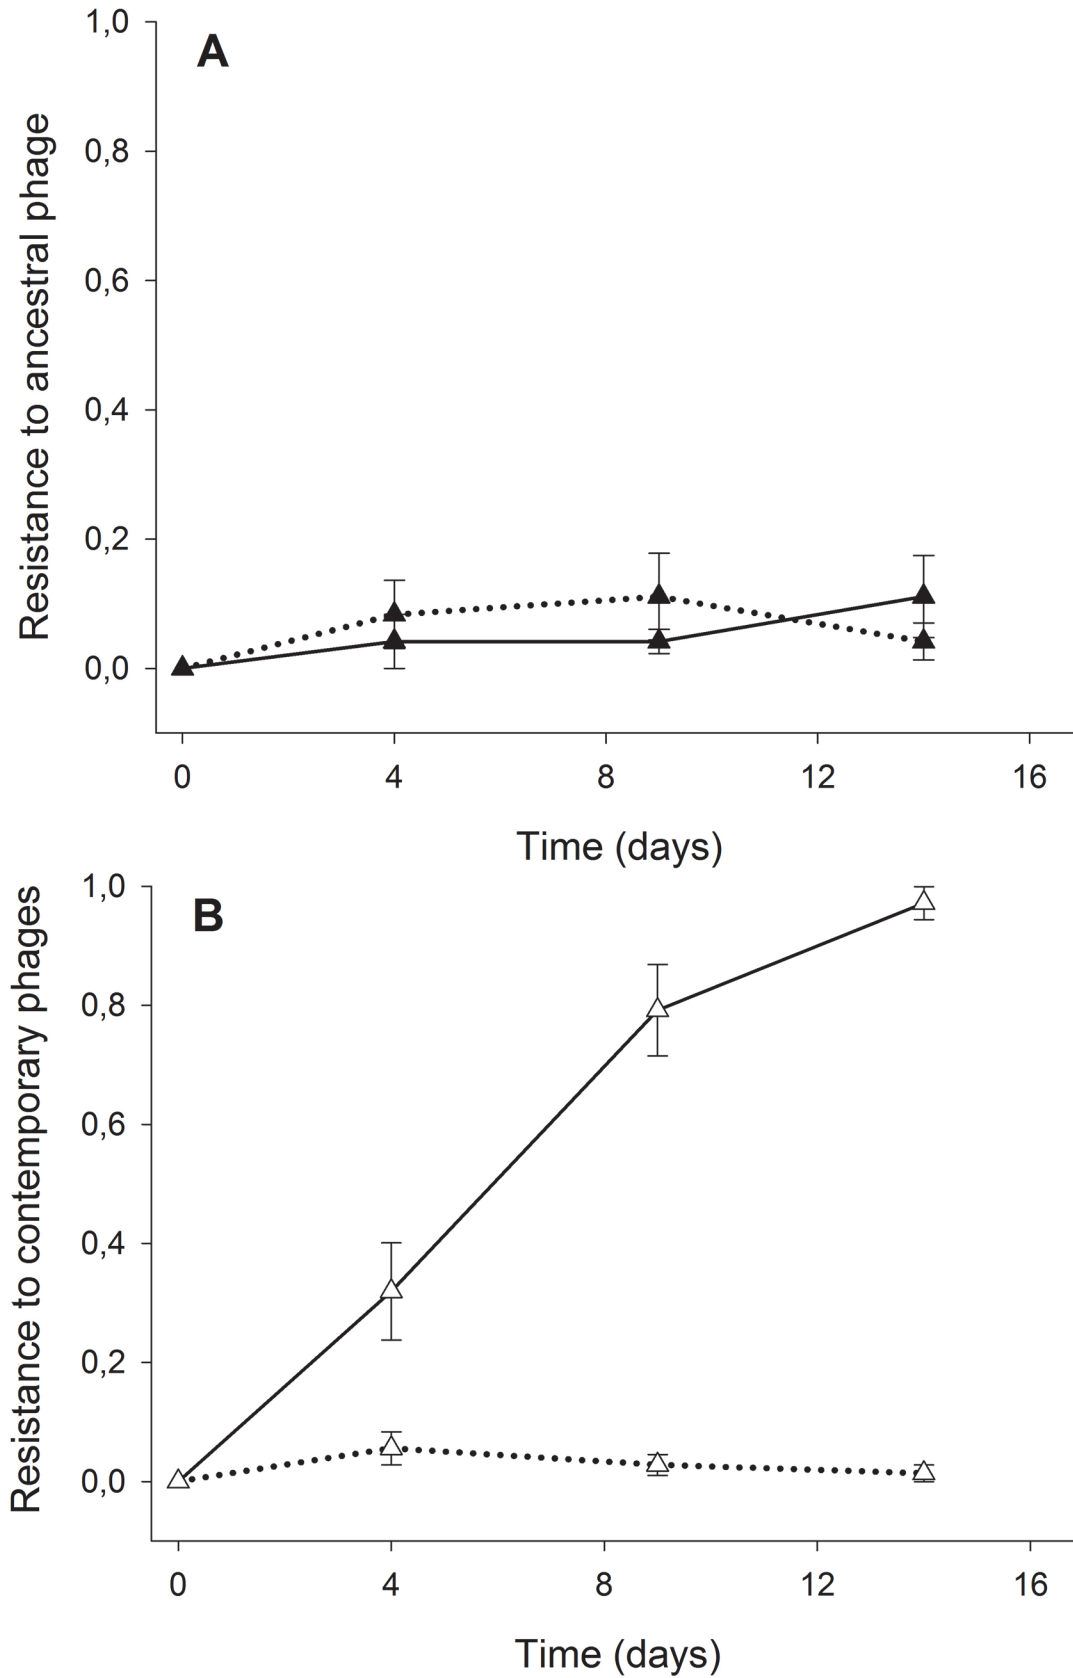 A
Resistance to ancestral phage
1,0
0,8
0,6
0,4
0,2
0,0
0 4 8 12 16
Time (days)
B
Resistance to contemporary phages
1,0
0,8
0,6
0,4
0,2
0,0
0 4 8 12 16
Time (days)